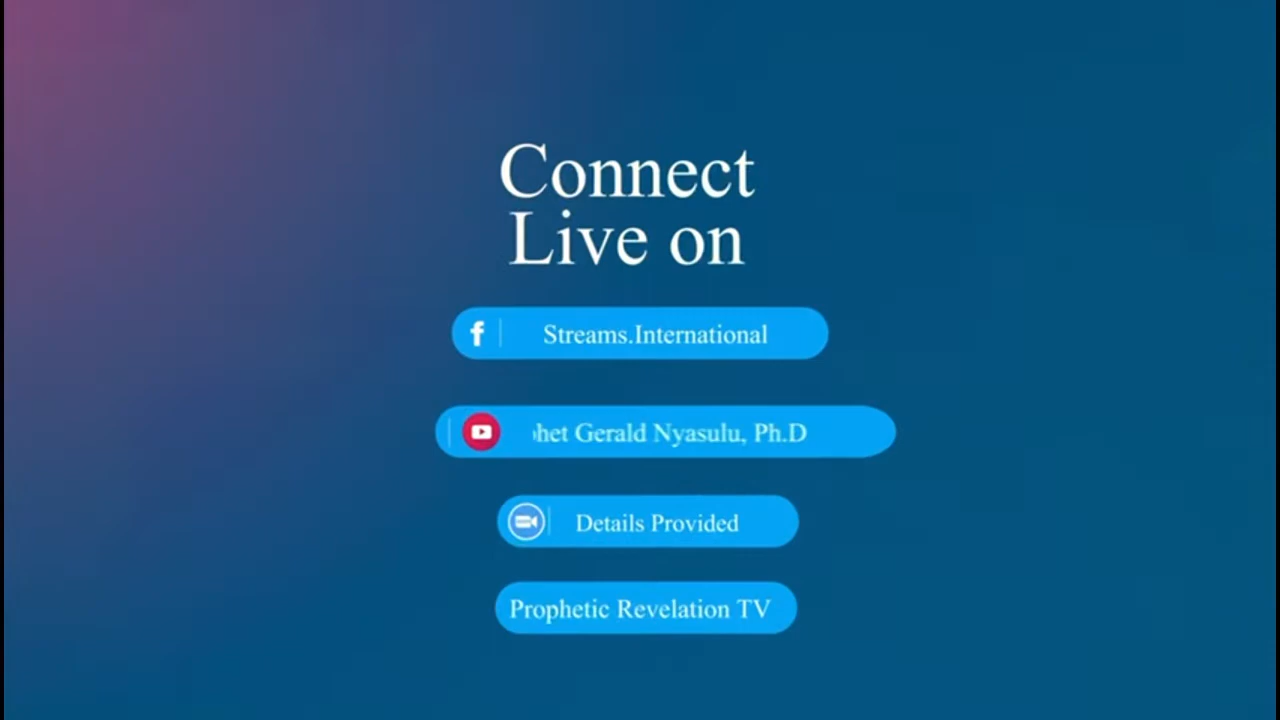 Connect
Live on
Streams.International
Gerald Nyasulu, Ph.D
Details Provided
Prophetic Revelation TV